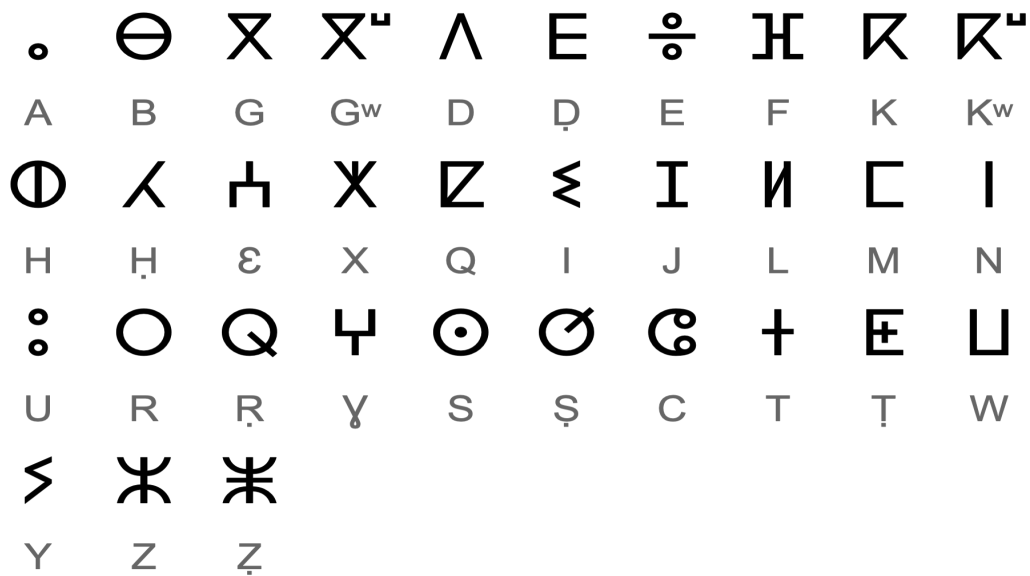 ⴰ ⴱ ⴳ ⴳⵯ ⴷ ⴹ ⴻ ⴼ ⴽ ⴽⵯ
A B G Gʷ D Ḍ E F K Kʷ
ⵀ ⵃ ⵄ ⵅ ⵇ ⵉ ⵊ ⵍ ⵎ ⵏ
H Ḥ Ɛ X Q I J L M N
ⵓ ⵔ ⵕ ⵖ ⵙ ⵚ ⵛ ⵜ ⵟ ⵡ
U R Ṛ Ɣ S Ṣ C T Ṭ W
ⵢ ⵣ ⵥ
Y Z Ẓ